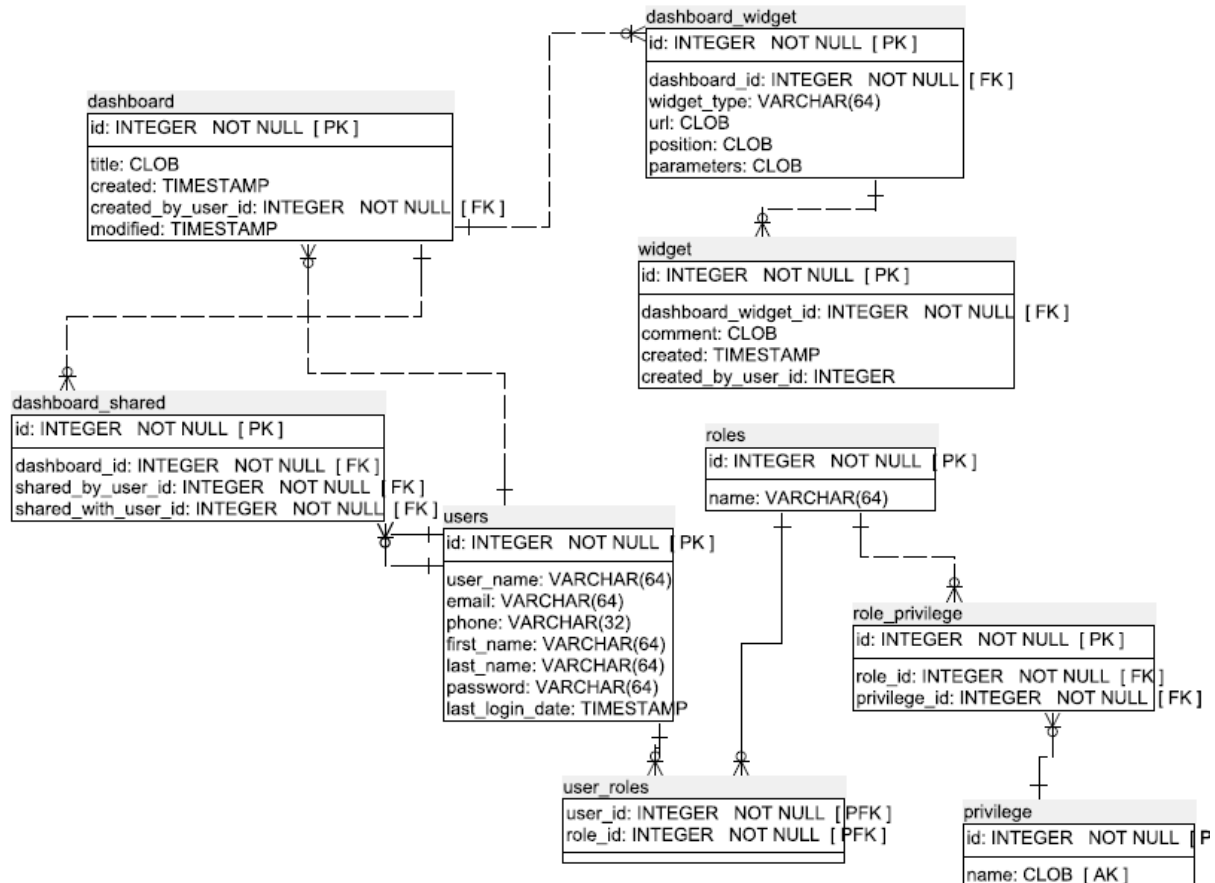 dashboard_widget
id: INTEGER NOT NULL [ PK ]
dashboard_id: INTEGER NOT NULL [ FK ]
widget_type: VARCHAR(64)
url: CLOB
position: CLOB
parameters: CLOB
dashboard
id: INTEGER NOT NULL [ PK ]
title: CLOB
created: TIMESTAMP
created_by_user_id: INTEGER NOT NULL [ FK ]
modified: TIMESTAMP
widget
id: INTEGER NOT NULL [ PK ]
dashboard_widget_id: INTEGER NOT NULL [ FK ]
comment: CLOB
created: TIMESTAMP
created_by_user_id: INTEGER
dashboard_shared
id: INTEGER NOT NULL [ PK ]
dashboard_id: INTEGER NOT NULL [ FK ]
shared_by_user_id: INTEGER NOT NULL [ FK ]
shared_with_user_id: INTEGER NOT NULL [ FK ]
roles
id: INTEGER NOT NULL [ PK ]
name: VARCHAR(64)
users
id: INTEGER NOT NULL [ PK ]
user_name: VARCHAR(64)
email: VARCHAR(64)
phone: VARCHAR(32)
first_name: VARCHAR(64)
last_name: VARCHAR(64)
password: VARCHAR(64)
last_login_date: TIMESTAMP
role_privilege
id: INTEGER NOT NULL [ PK ]
role_id: INTEGER NOT NULL [ FK ]
privilege_id: INTEGER NOT NULL [ FK ]
user_roles
user_id: INTEGER NOT NULL [ PFK ]
role_id: INTEGER NOT NULL [ PFK ]
privilege
id: INTEGER NOT NULL [ P
name: CLOB [ AK ]